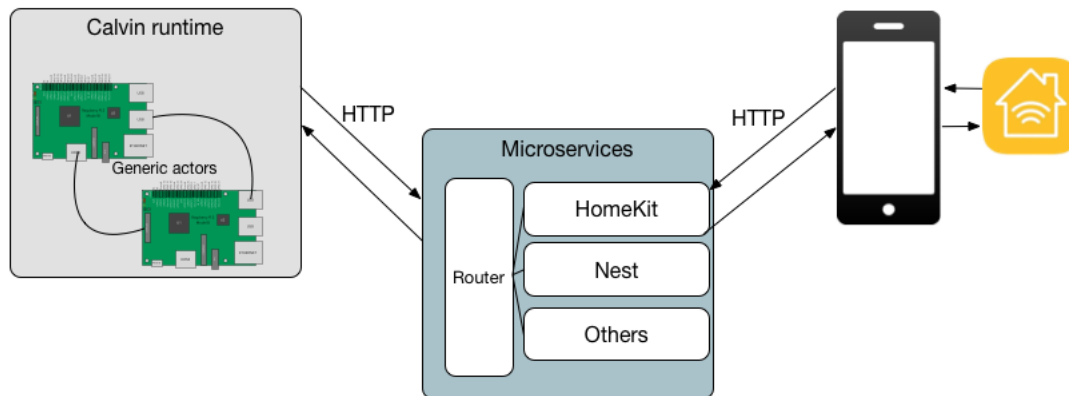 Calvin runtime
Generic actors
HTTP
Microservices
Router
HomeKit
Nest
Others
HTTP